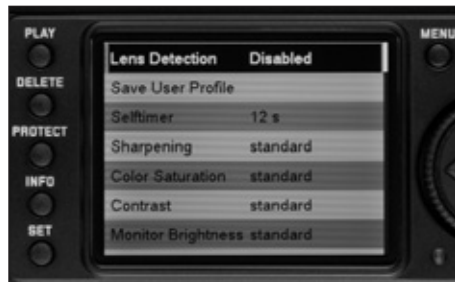 PLAY
MENU
DELETE
PROTECT
INFO
SET
Lens Detection Disabled
Save User Profile
Selftimer 12 s
Sharpening standard
Color Saturation standard
Contrast standard
Monitor Brightness standard